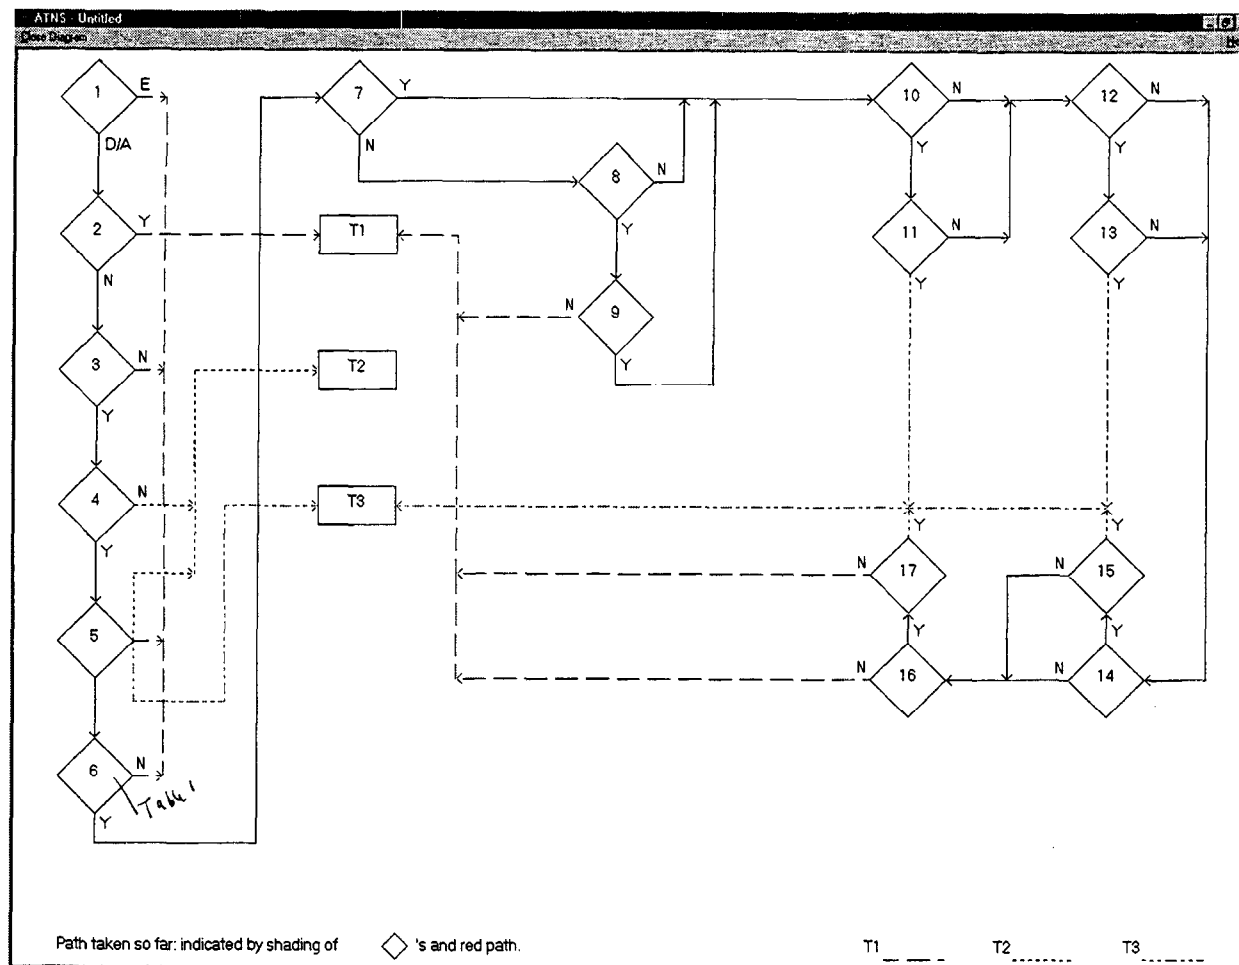 ATNS - Untitled
Close Diagram
1 E
D/A
2 Y
N
3 N
Y
4 N
Y
5
6 N
Y
Table 1
7 Y
N
8 N
Y
9 N
Y
T1
T2
T3
10 N
Y
11 N
Y
12 N
Y
13 N
Y
17 N
Y
15 N
Y
16 N
Y
14 N
Y
Path taken so far: indicated by shading of 's and red path.
T1 T2 T3